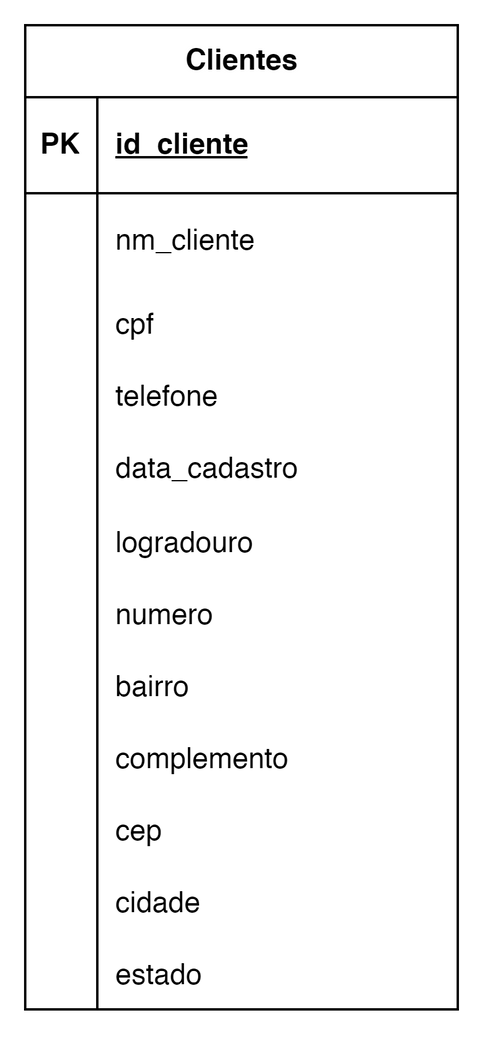 Clientes
PK id_cliente
nm_cliente
cpf
telefone
data_cadastro
logradouro
numero
bairro
complemento
cep
cidade
estado